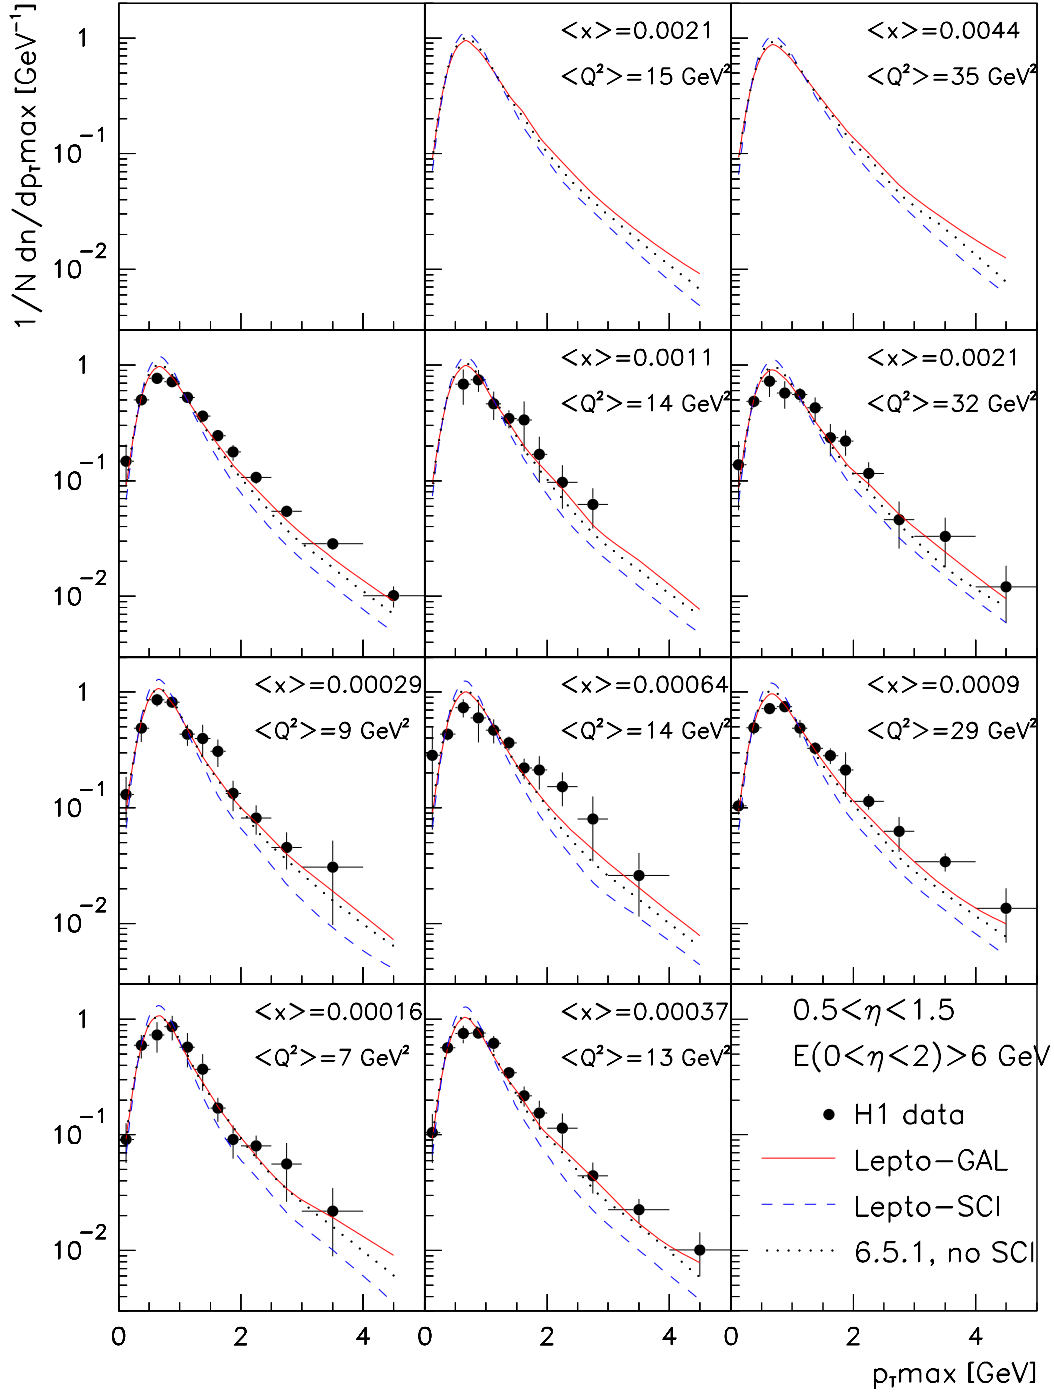 1/N dn/dp_T max [GeV⁻¹]
1
10⁻¹
10⁻²
<x>=0.0021
<Q²>=15 GeV²
<x>=0.0044
<Q²>=35 GeV²
1
10⁻¹
10⁻²
<x>=0.0011
<Q²>=14 GeV²
<x>=0.0021
<Q²>=32 GeV²
1
10⁻¹
10⁻²
<x>=0.00029
<Q²>=9 GeV²
<x>=0.00064
<Q²>=14 GeV²
<x>=0.0009
<Q²>=29 GeV²
1
10⁻¹
10⁻²
<x>=0.00016
<Q²>=7 GeV²
<x>=0.00037
<Q²>=13 GeV²
0.5<η<1.5
E(0<η<2)>6 GeV
H1 data
Lepto-GAL
Lepto-SCI
6.5.1, no SCI
0 2 4 0 2 4 0 2 4
p_T max [GeV]